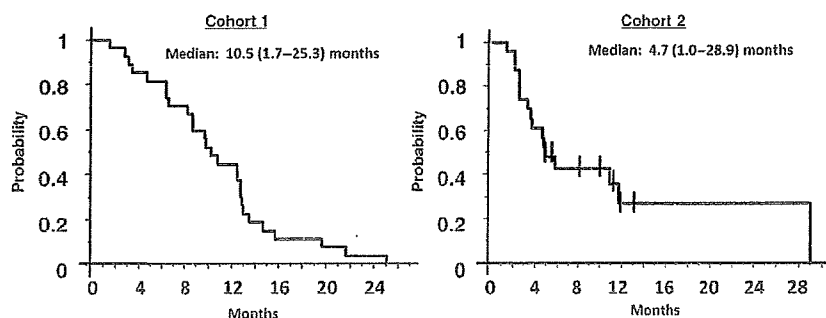 Cohort 1
Median: 10.5 (1.7–25.3) months
Probability
1
0.8
0.6
0.4
0.2
0
0 4 8 12 16 20 24
Months
Cohort 2
Median: 4.7 (1.0–28.9) months
Probability
1
0.8
0.6
0.4
0.2
0
0 4 8 12 16 20 24 28
Months